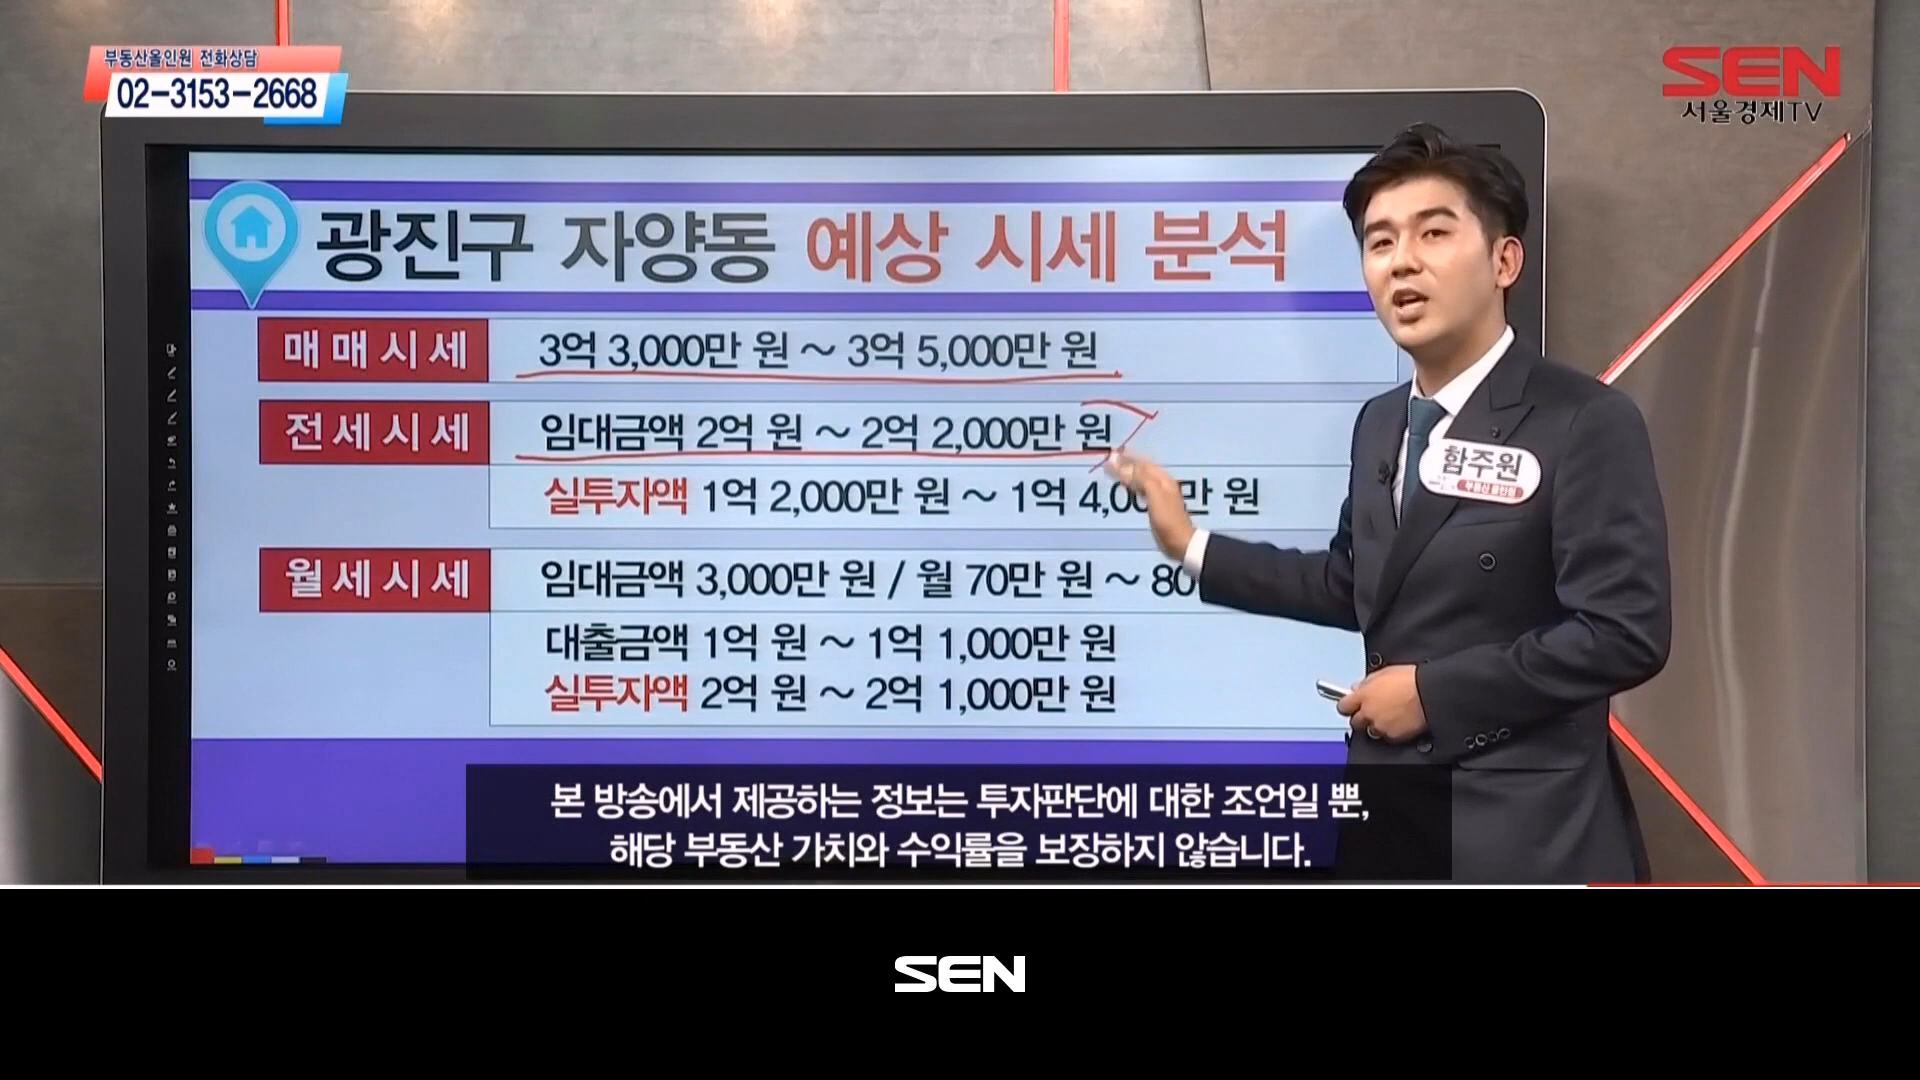 부동산올인원 전화상담
02-3153-2668
SEN
서울경제TV
광진구 자양동 예상 시세 분석
매매시세
3억 3,000만 원 ~ 3억 5,000만 원
전세시세
임대금액 2억 원 ~ 2억 2,000만 원
실투자액 1억 2,000만 원 ~ 1억 4,00 만 원
월세시세
임대금액 3,000만 원 / 월 70만 원 ~ 80
대출금액 1억 원 ~ 1억 1,000만 원
실투자액 2억 원 ~ 2억 1,000만 원
함주원
부동산 올인원
본 방송에서 제공하는 정보는 투자판단에 대한 조언일 뿐,
해당 부동산 가치와 수익률을 보장하지 않습니다.
SEN